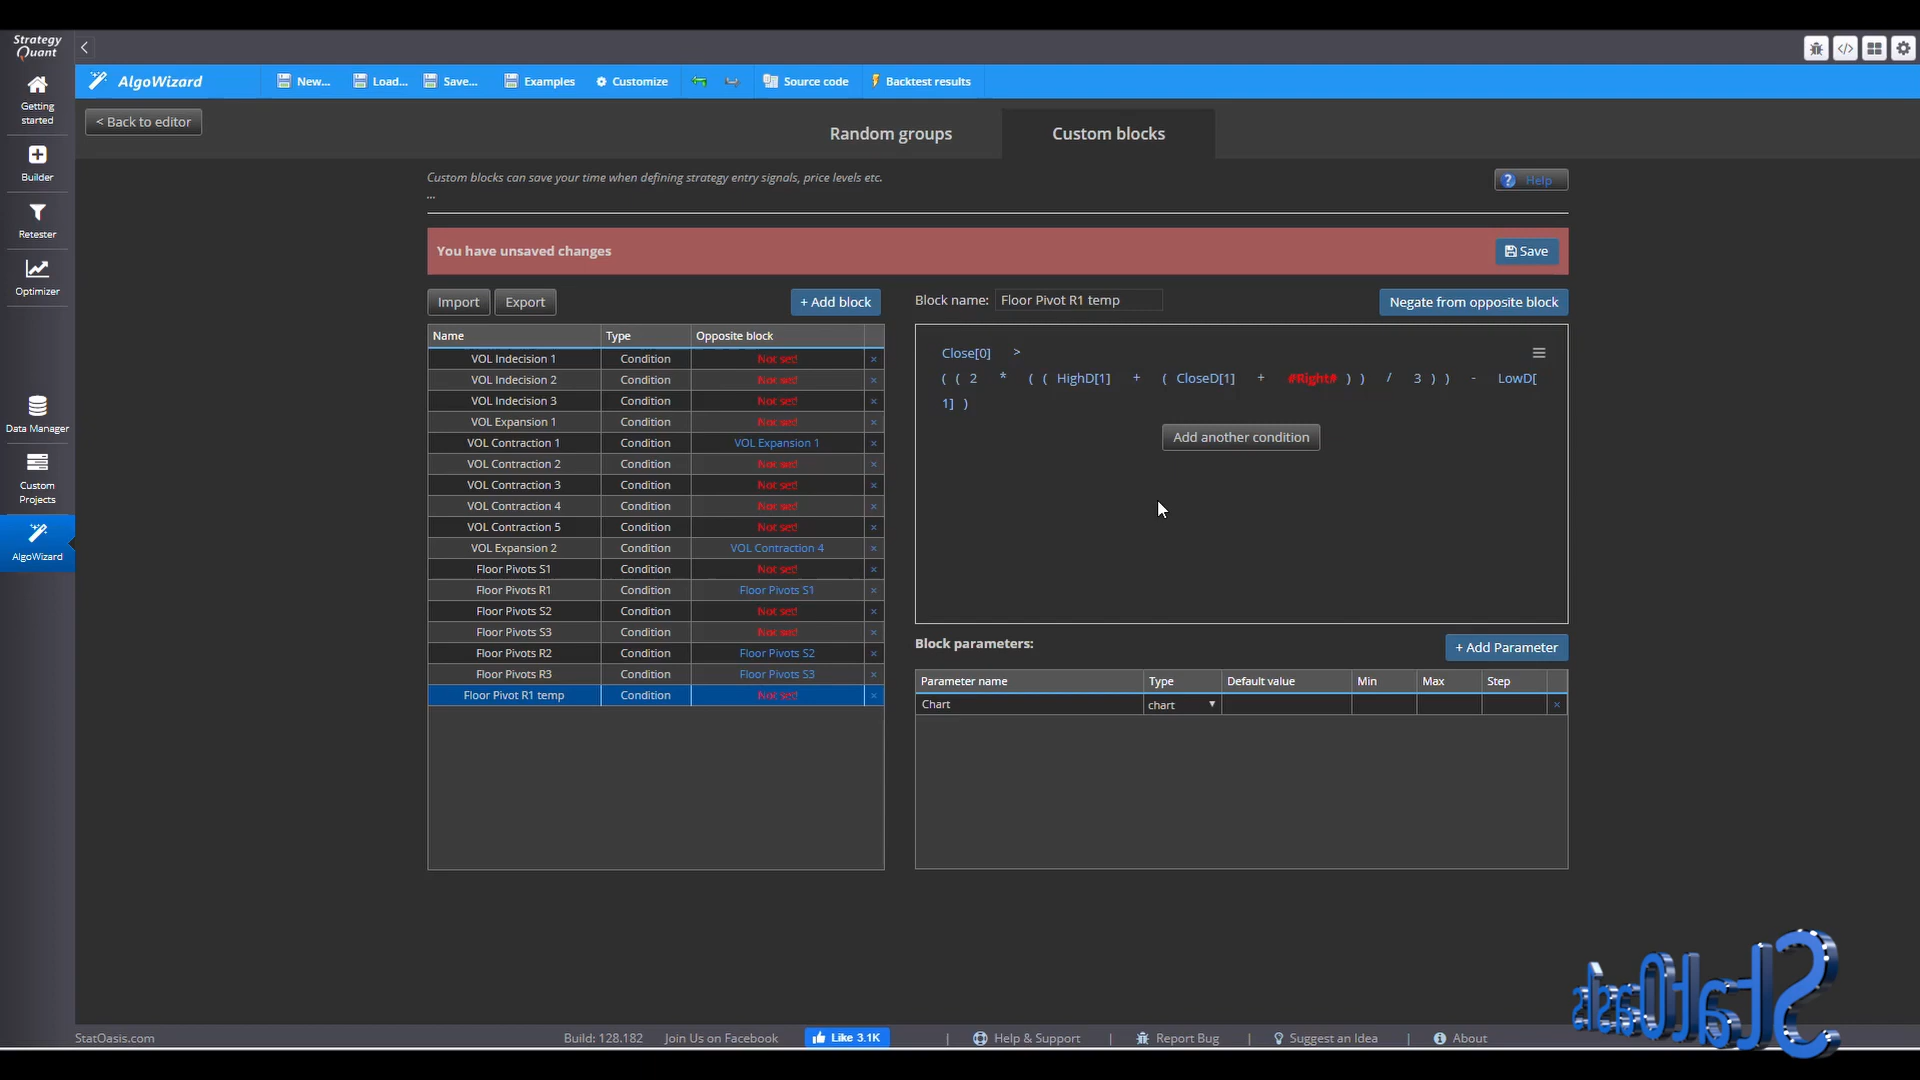 Strategy
Quant
AlgoWizard
New...
Load...
Save...
Examples
Customize
Source code
Backtest results
Getting
started
Builder
Retester
Optimizer
Data Manager
Custom
Projects
AlgoWizard
< Back to editor
Random groups
Custom blocks
Custom blocks can save your time when defining strategy entry signals, price levels etc.
...
? Help
You have unsaved changes
Save
Import
Export
+ Add block
Block name:
Floor Pivot R1 temp
Negate from opposite block
Name Type Opposite block
VOL Indecision 1 Condition Not set! ×
VOL Indecision 2 Condition Not set! ×
VOL Indecision 3 Condition Not set! ×
VOL Expansion 1 Condition Not set! ×
VOL Contraction 1 Condition VOL Expansion 1 ×
VOL Contraction 2 Condition Not set! ×
VOL Contraction 3 Condition Not set! ×
VOL Contraction 4 Condition Not set! ×
VOL Contraction 5 Condition Not set! ×
VOL Expansion 2 Condition VOL Contraction 4 ×
Floor Pivots S1 Condition Not set! ×
Floor Pivots R1 Condition Floor Pivots S1 ×
Floor Pivots S2 Condition Not set! ×
Floor Pivots S3 Condition Not set! ×
Floor Pivots R2 Condition Floor Pivots S2 ×
Floor Pivots R3 Condition Floor Pivots S3 ×
Floor Pivot R1 temp Condition Not set! ×
Close[0] >
( ( 2 * ( ( HighD[1] + ( CloseD[1] + #Right# ) ) / 3 ) ) - LowD[
1] )
Add another condition
Block parameters:
+ Add Parameter
Parameter name Type Default value Min Max Step
Chart chart ×
StatOasis
StatOasis.com
Build: 128.182
Join Us on Facebook
Like 3.1K
|
Help & Support
|
Report Bug
|
Suggest an Idea
|
About